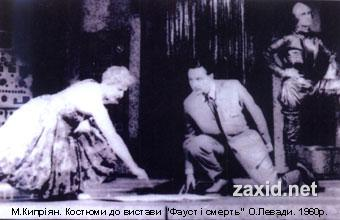 zaxid.net
М.Кипріян. Костюми до вистави "Фауст і смерть" О.Левади. 1960р.